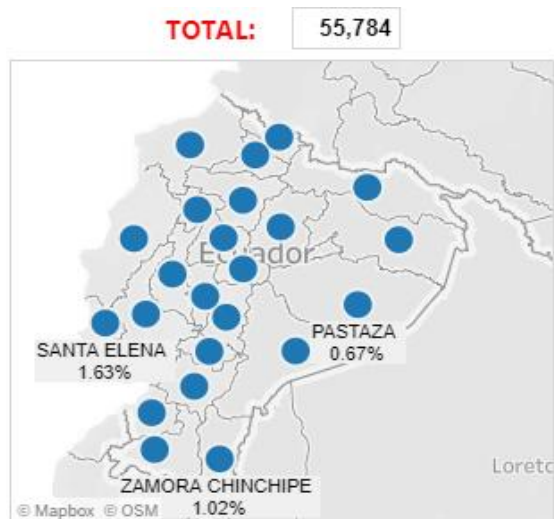 TOTAL: 55,784
Ecuador
PASTAZA
0.67%
SANTA ELENA
1.63%
Loreto
ZAMORA CHINCHIPE
1.02%
© Mapbox © OSM